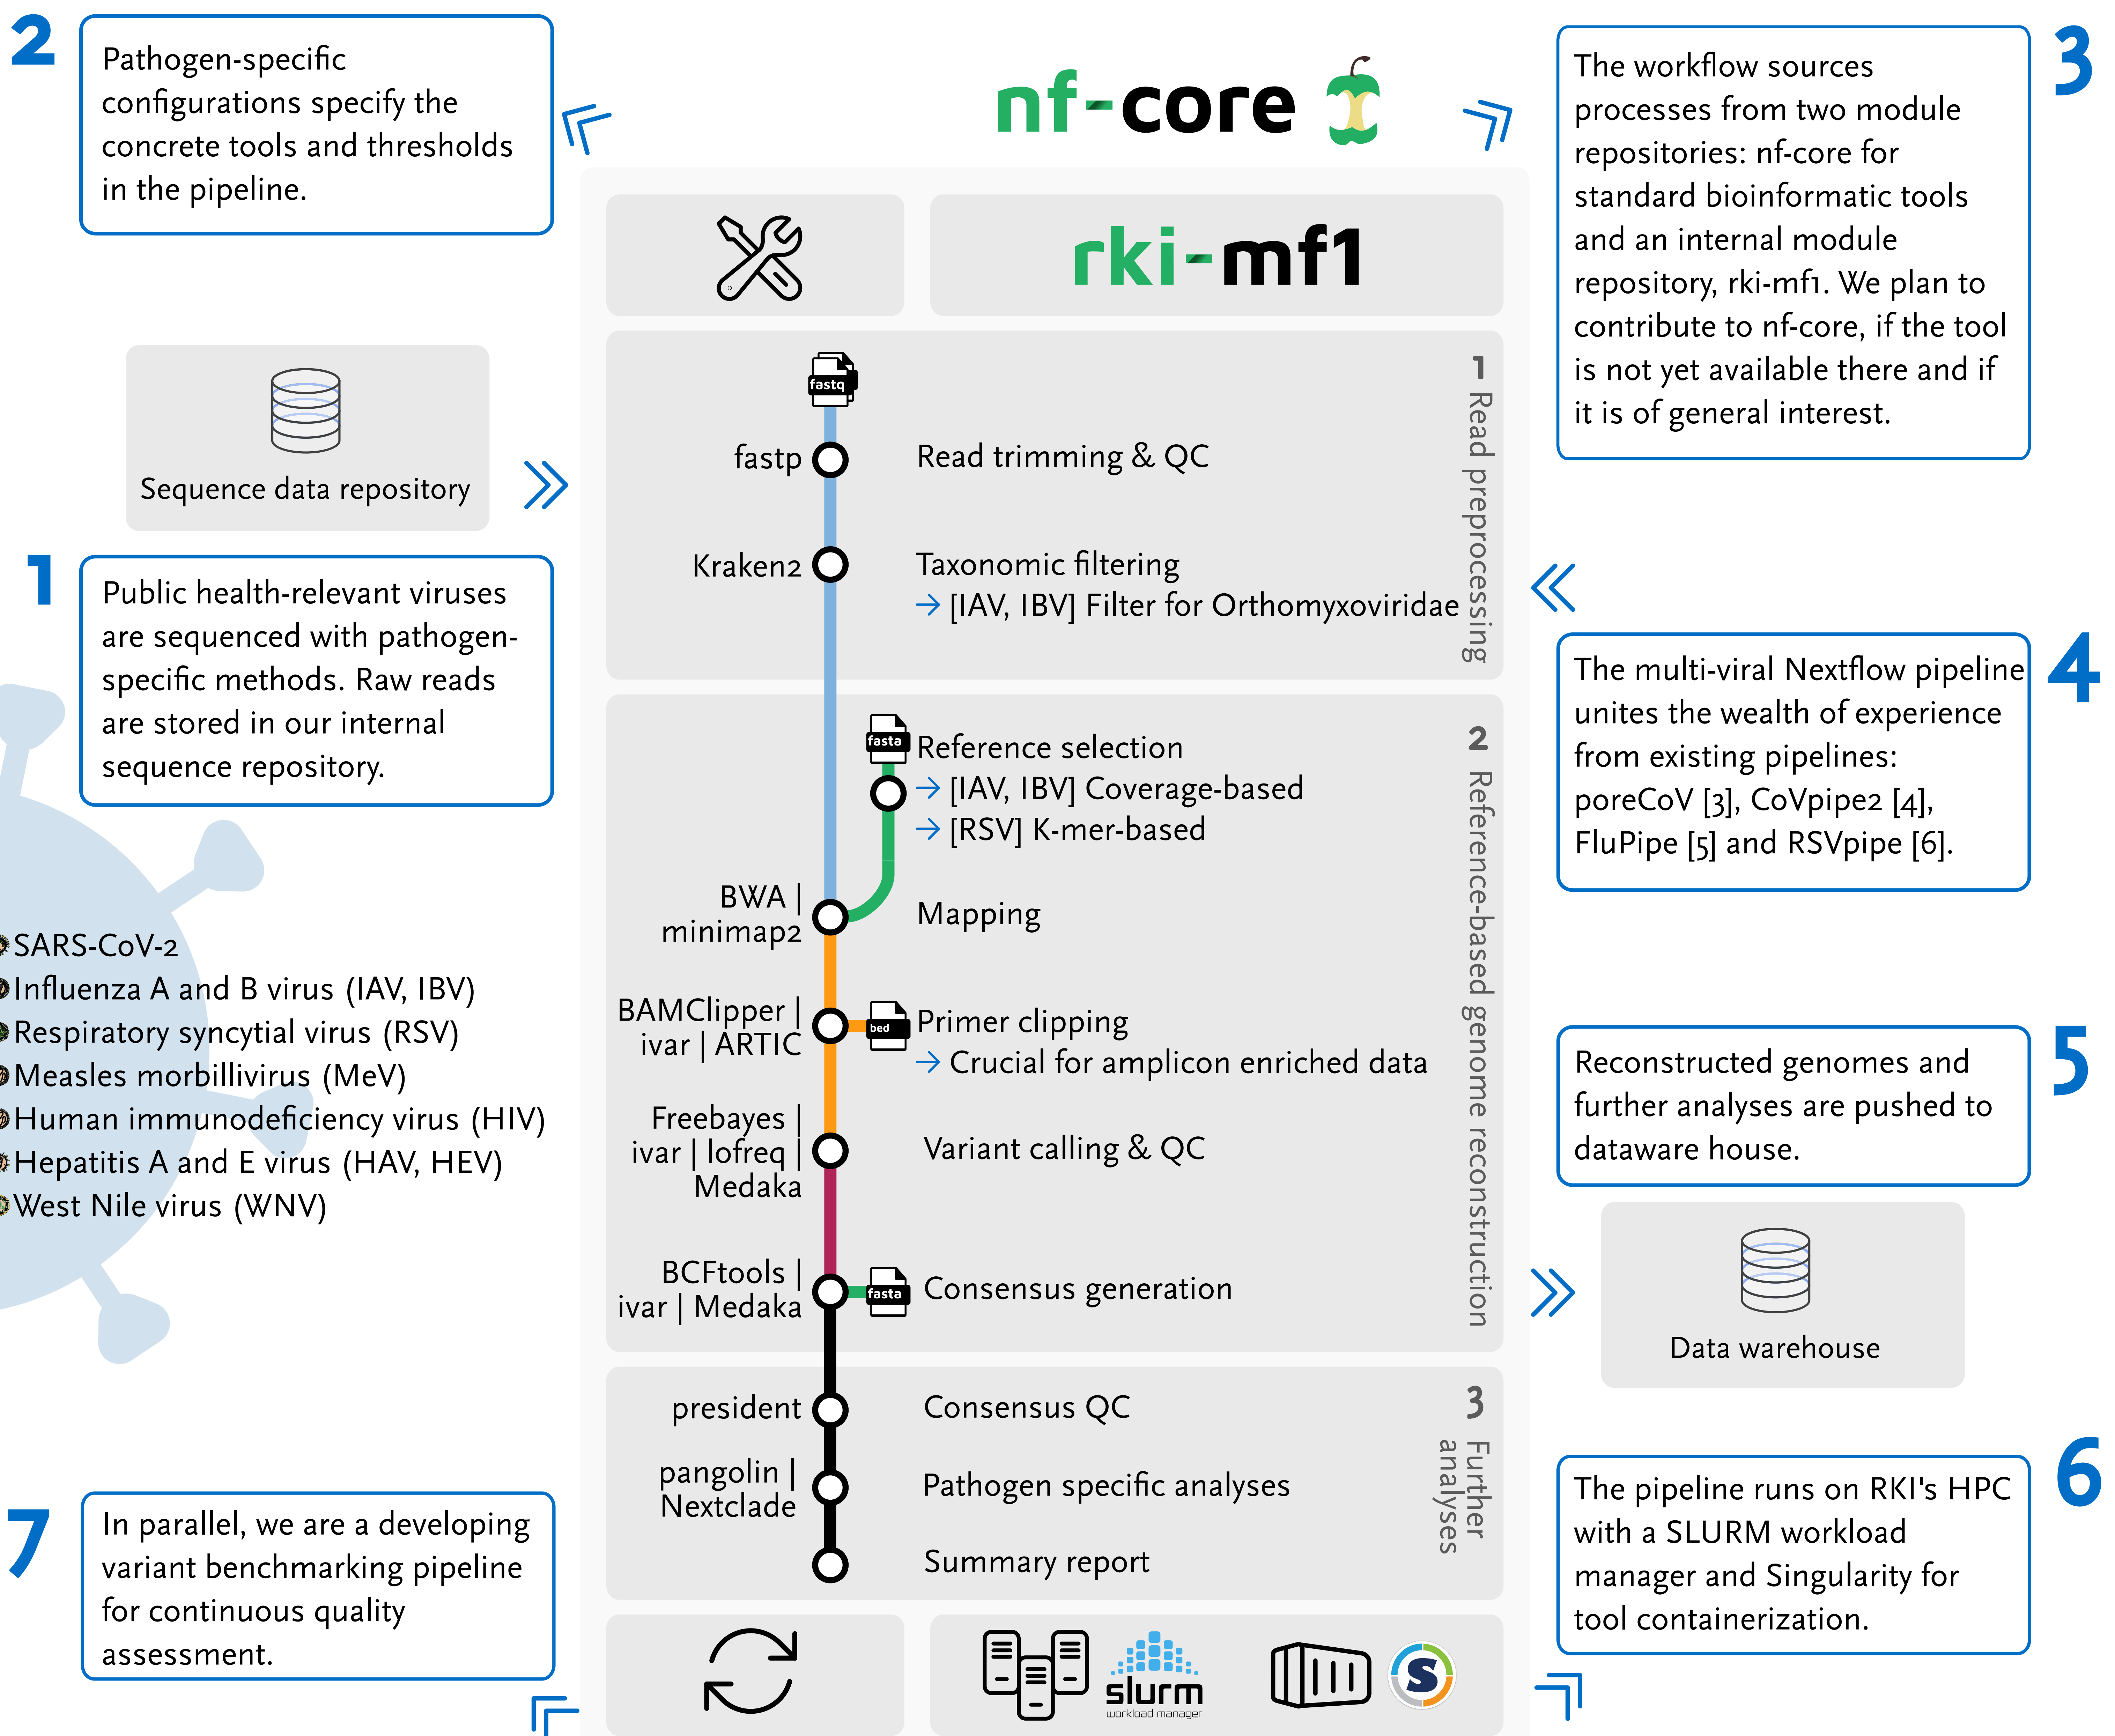 2
Pathogen-specific
configurations specify the
concrete tools and thresholds
in the pipeline.
nf-core
3
The workflow sources
processes from two module
repositories: nf-core for
standard bioinformatic tools
and an internal module
repository, rki-mf1. We plan to
contribute to nf-core, if the tool
is not yet available there and if
it is of general interest.
rki-mf1
Sequence data repository
1
Public health-relevant viruses
are sequenced with pathogen-
specific methods. Raw reads
are stored in our internal
sequence repository.
SARS-CoV-2
Influenza A and B virus (IAV, IBV)
Respiratory syncytial virus (RSV)
Measles morbillivirus (MeV)
Human immunodeficiency virus (HIV)
Hepatitis A and E virus (HAV, HEV)
West Nile virus (WNV)
1 Read preprocessing
fastq
fastp
Read trimming & QC
Kraken2
Taxonomic filtering
→ [IAV, IBV] Filter for Orthomyxoviridae
2 Reference-based genome reconstruction
fasta
Reference selection
→ [IAV, IBV] Coverage-based
→ [RSV] K-mer-based
BWA |
minimap2
Mapping
BAMClipper |
ivar | ARTIC
bed
Primer clipping
→ Crucial for amplicon enriched data
Freebayes |
ivar | lofreq |
Medaka
Variant calling & QC
BCFtools |
ivar | Medaka
fasta
Consensus generation
3 Further
analyses
president
Consensus QC
pangolin |
Nextclade
Pathogen specific analyses
Summary report
slurm
workload manager
S
4
The multi-viral Nextflow pipeline
unites the wealth of experience
from existing pipelines:
poreCoV [3], CoVpipe2 [4],
FluPipe [5] and RSVpipe [6].
5
Reconstructed genomes and
further analyses are pushed to
dataware house.
Data warehouse
6
The pipeline runs on RKI's HPC
with a SLURM workload
manager and Singularity for
tool containerization.
7
In parallel, we are a developing
variant benchmarking pipeline
for continuous quality
assessment.